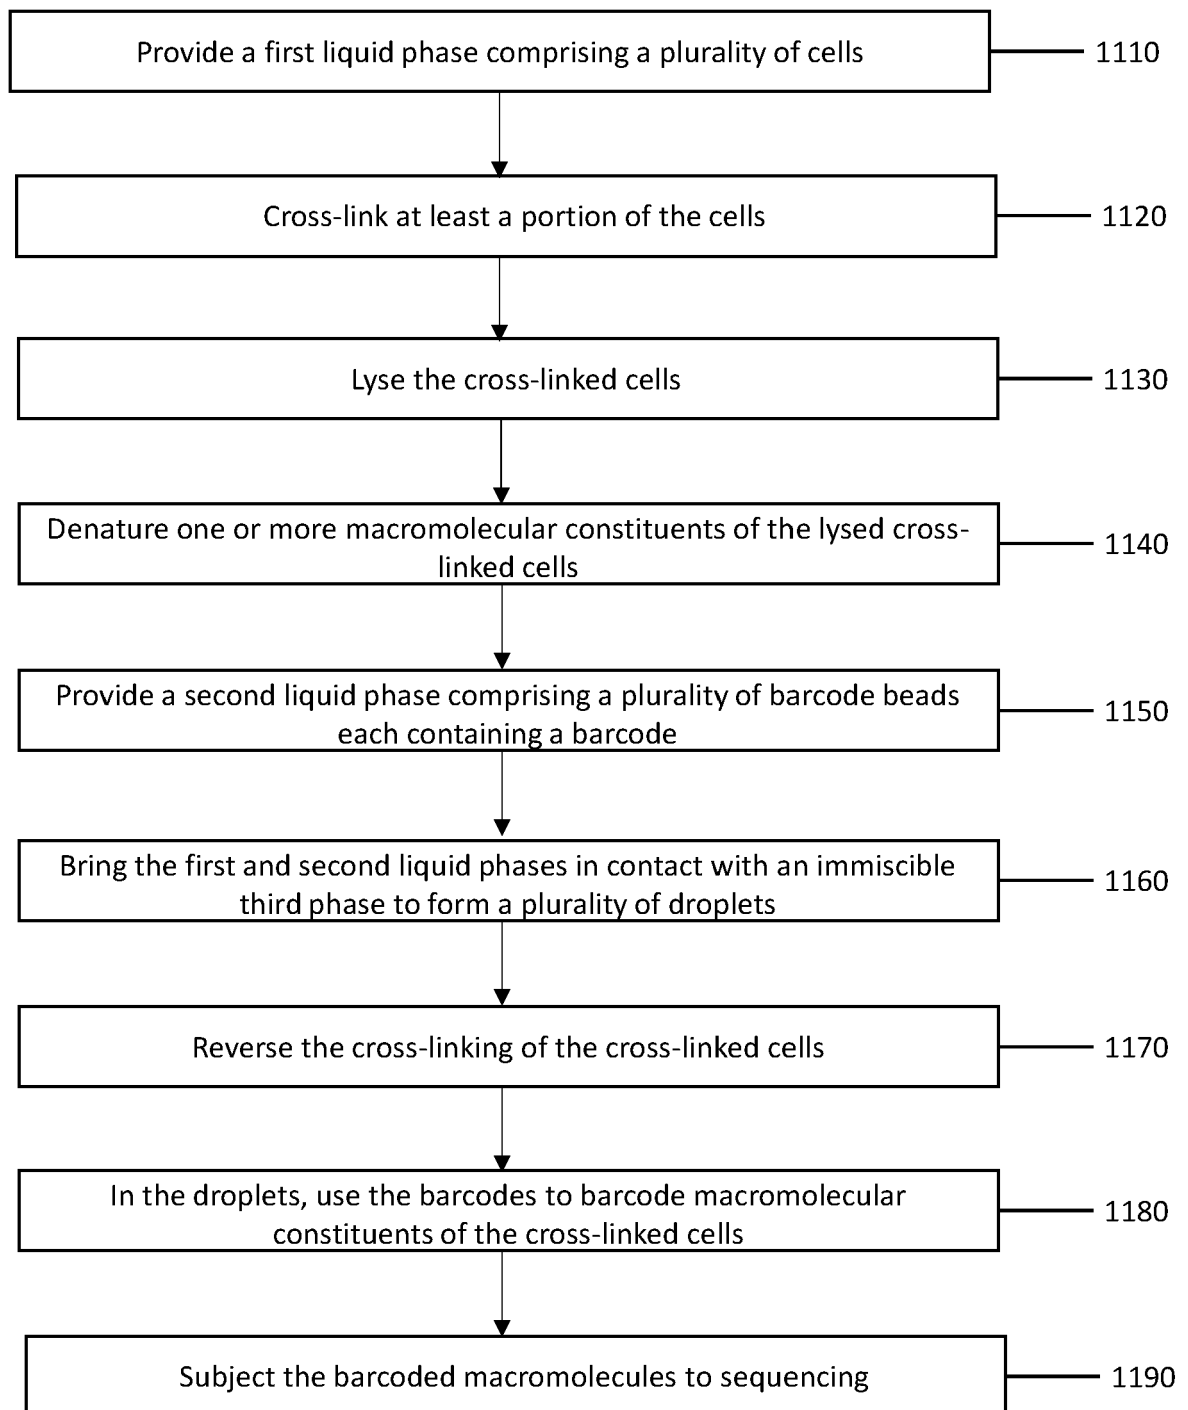 Provide a first liquid phase comprising a plurality of cells
1110
Cross-link at least a portion of the cells
1120
Lyse the cross-linked cells
1130
Denature one or more macromolecular constituents of the lysed cross-
linked cells
1140
Provide a second liquid phase comprising a plurality of barcode beads
each containing a barcode
1150
Bring the first and second liquid phases in contact with an immiscible
third phase to form a plurality of droplets
1160
Reverse the cross-linking of the cross-linked cells
1170
In the droplets, use the barcodes to barcode macromolecular
constituents of the cross-linked cells
1180
Subject the barcoded macromolecules to sequencing
1190